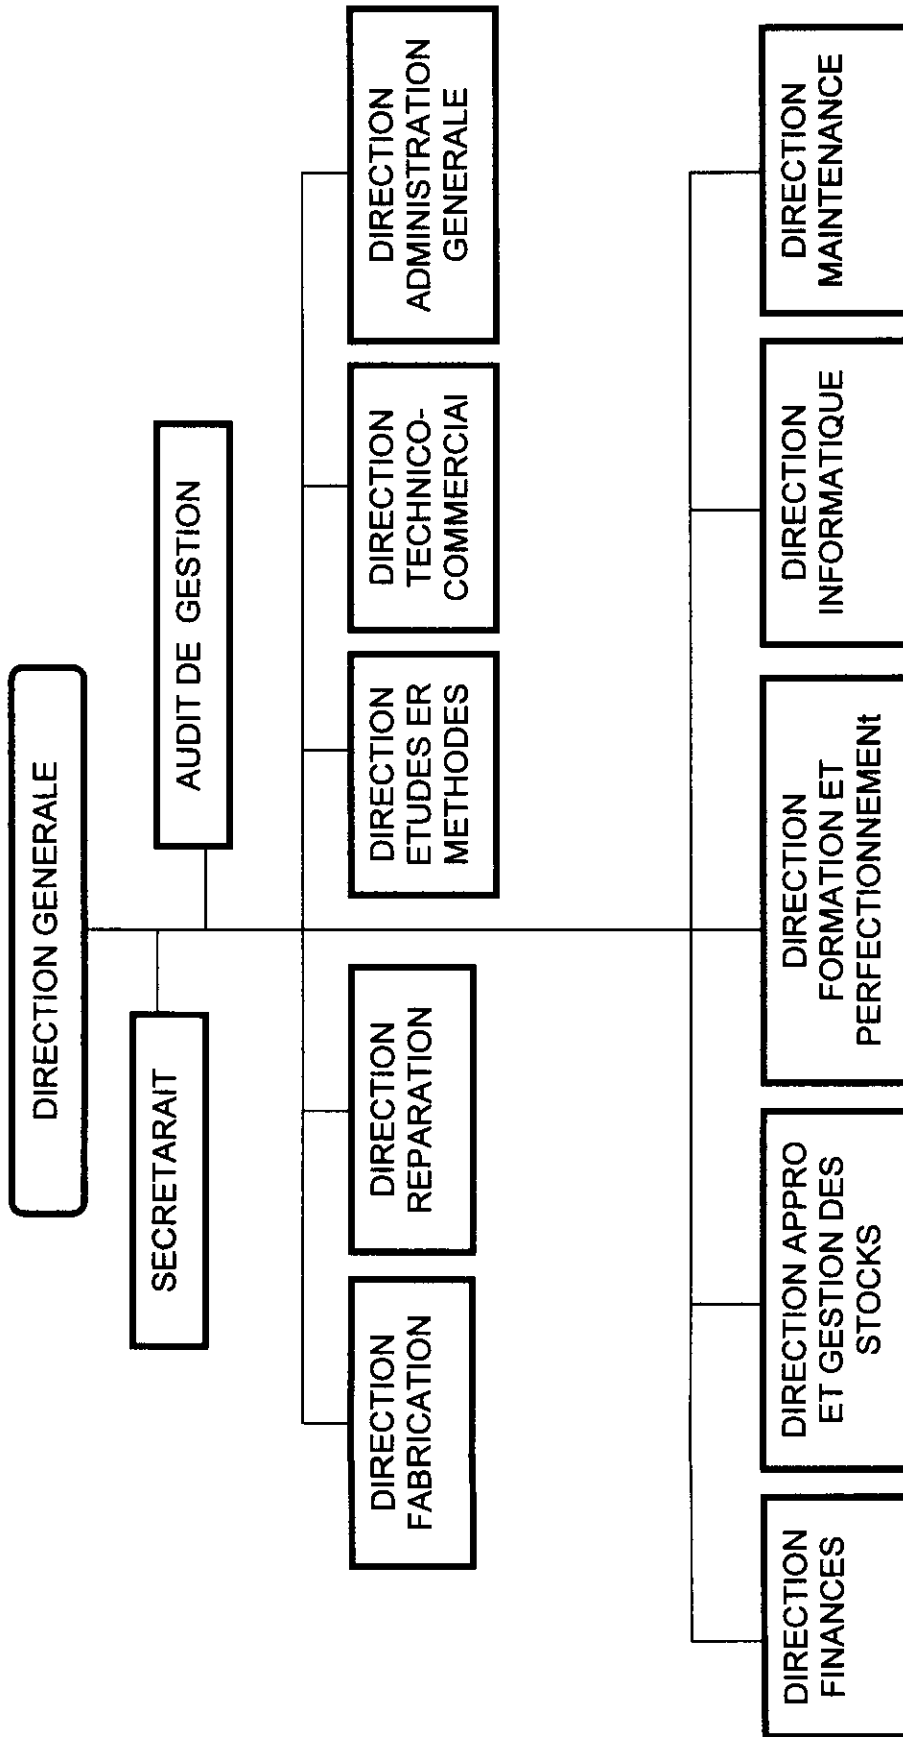 DIRECTION GENERALE
SECRETARAIT
AUDIT DE GESTION
DIRECTION
FABRICATION
DIRECTION
REPARATION
DIRECTION
ETUDES ER
METHODES
DIRECTION
TECHNICO-
COMMERCIAl
DIRECTION
ADMINISTRATION
GENERALE
DIRECTION
FINANCES
DIRECTION APPRO
ET GESTION DES
STOCKS
DIRECTION
FORMATION ET
PERFECTIONNEMENt
DIRECTION
INFORMATIQUE
DIRECTION
MAINTENANCE